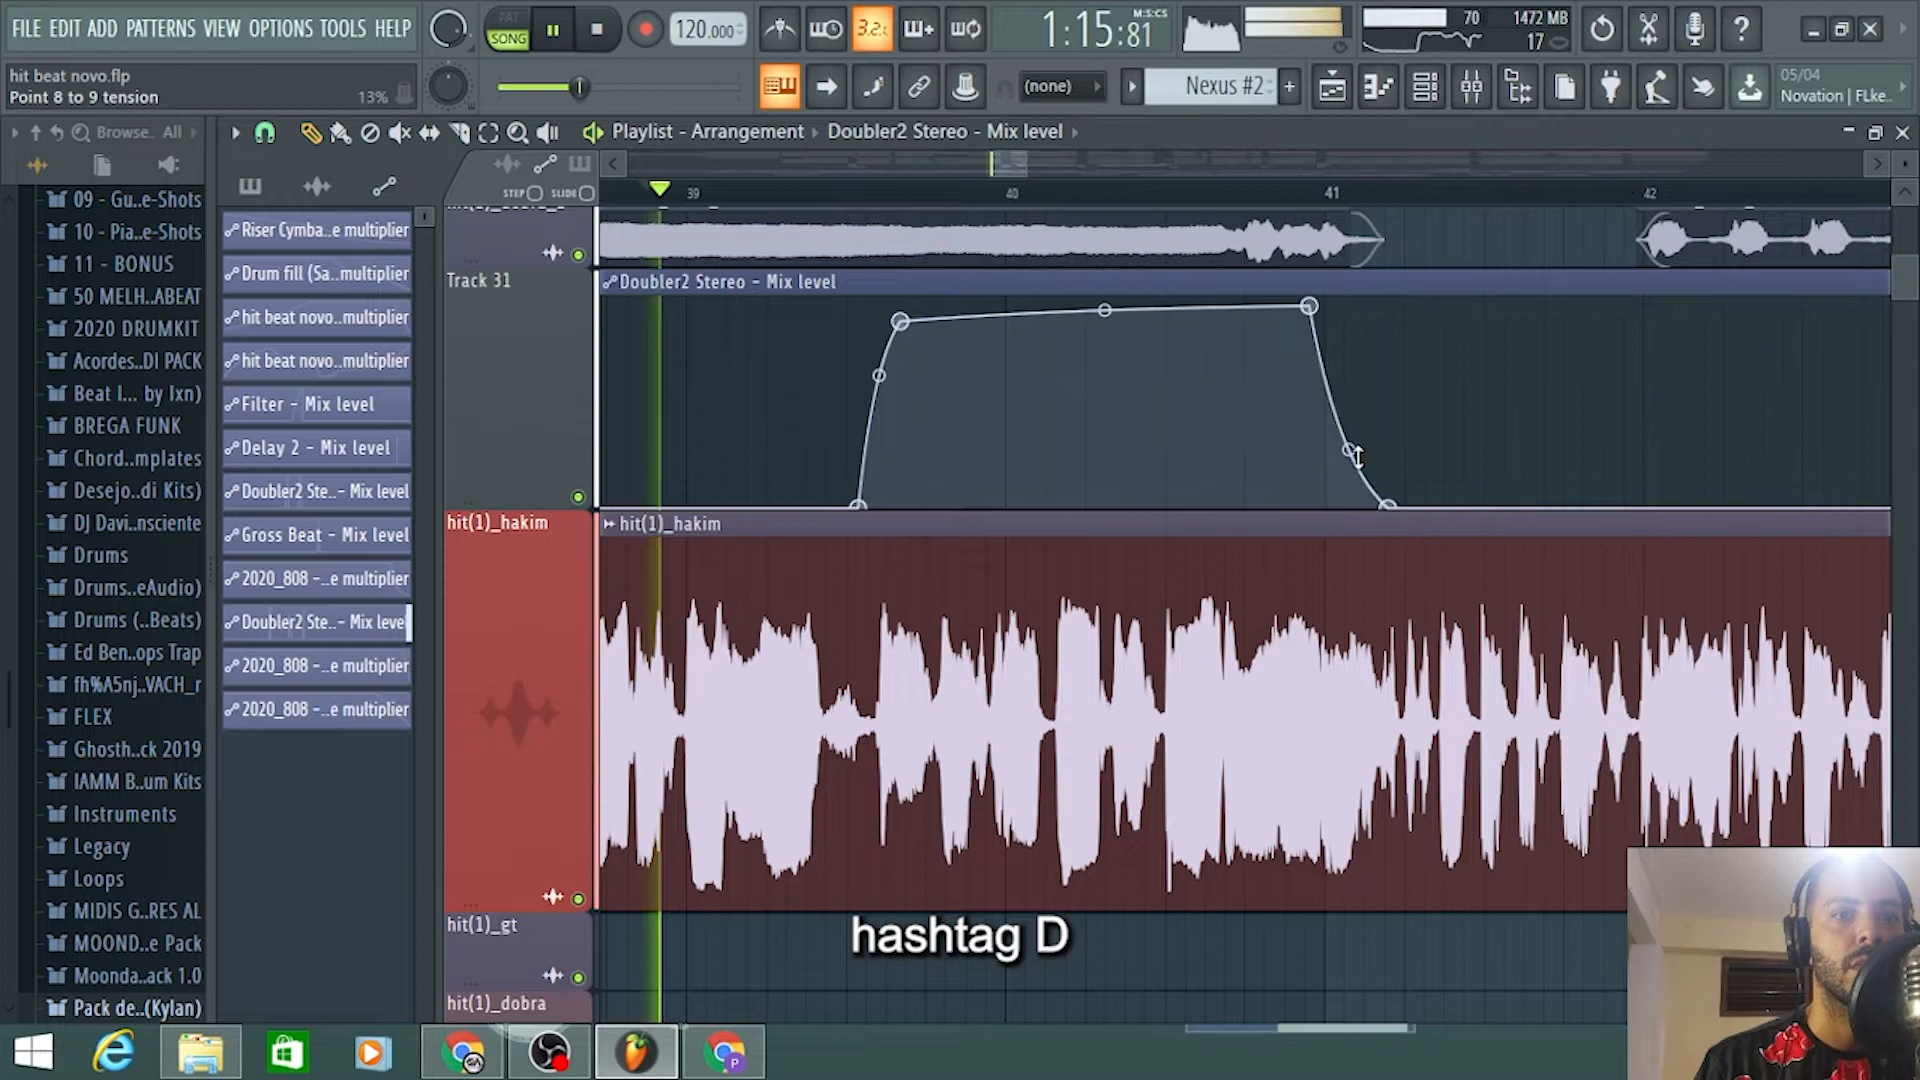 FILE EDIT ADD PATTERNS VIEW OPTIONS TOOLS HELP
PAT
SONG
120.000
3.2.
1:15:81
M:S:CS
70
1472 MB
17
hit beat novo.flp
Point 8 to 9 tension
13%
(none)
Nexus #2
05/04
Novation | FLke..
Browse.. All
Playlist - Arrangement
Doubler2 Stereo - Mix level
STEP
SLIDE
39
40
41
42
09 - Gu..e-Shots
10 - Pia..e-Shots
11 - BONUS
50 MELH..ABEAT
2020 DRUMKIT
Acordes..DI PACK
Beat I... by lxn)
BREGA FUNK
Chord..mplates
Desejo..di Kits)
DJ Davi..nsciente
Drums
Drums..eAudio)
Drums (..Beats)
Ed Ben..ops Trap
fh%A5nj..VACH_r
FLEX
Ghosth..ck 2019
IAMM B..um Kits
Instruments
Legacy
Loops
MIDIS G..RES AL
MOOND..e Pack
Moonda..ack 1.0
Pack de..(Kylan)
Riser Cymba..e multiplier
Drum fill (Sa..multiplier
hit beat novo..multiplier
hit beat novo..multiplier
Filter - Mix level
Delay 2 - Mix level
Doubler2 Ste..- Mix level
Gross Beat - Mix level
2020_808 -..e multiplier
Doubler2 Ste..- Mix leve
2020_808 -..e multiplier
2020_808 -..e multiplier
Track 31
Doubler2 Stereo - Mix level
hit(1)_hakim
hit(1)_hakim
hit(1)_gt
hit(1)_dobra
hashtag D